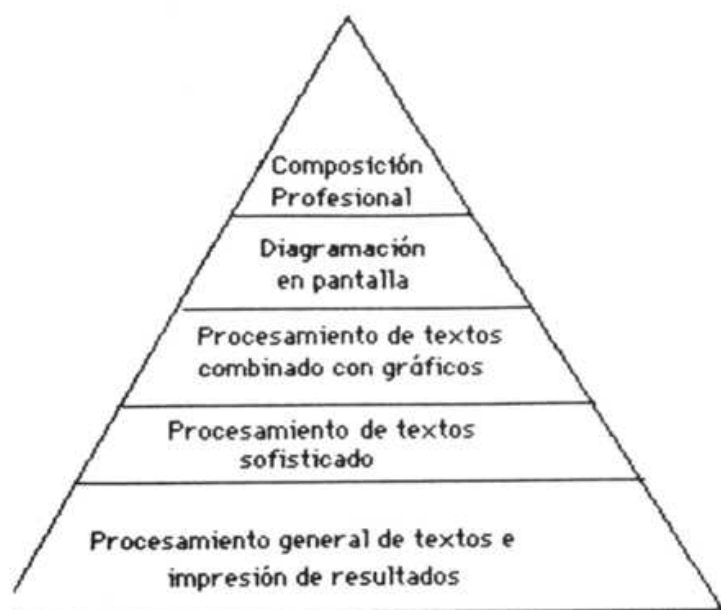 Composición
Profesional
Diagramación
en pantalla
Procesamiento de textos
combinado con gráficos
Procesamiento de textos
sofisticado
Procesamiento general de textos e
impresión de resultados